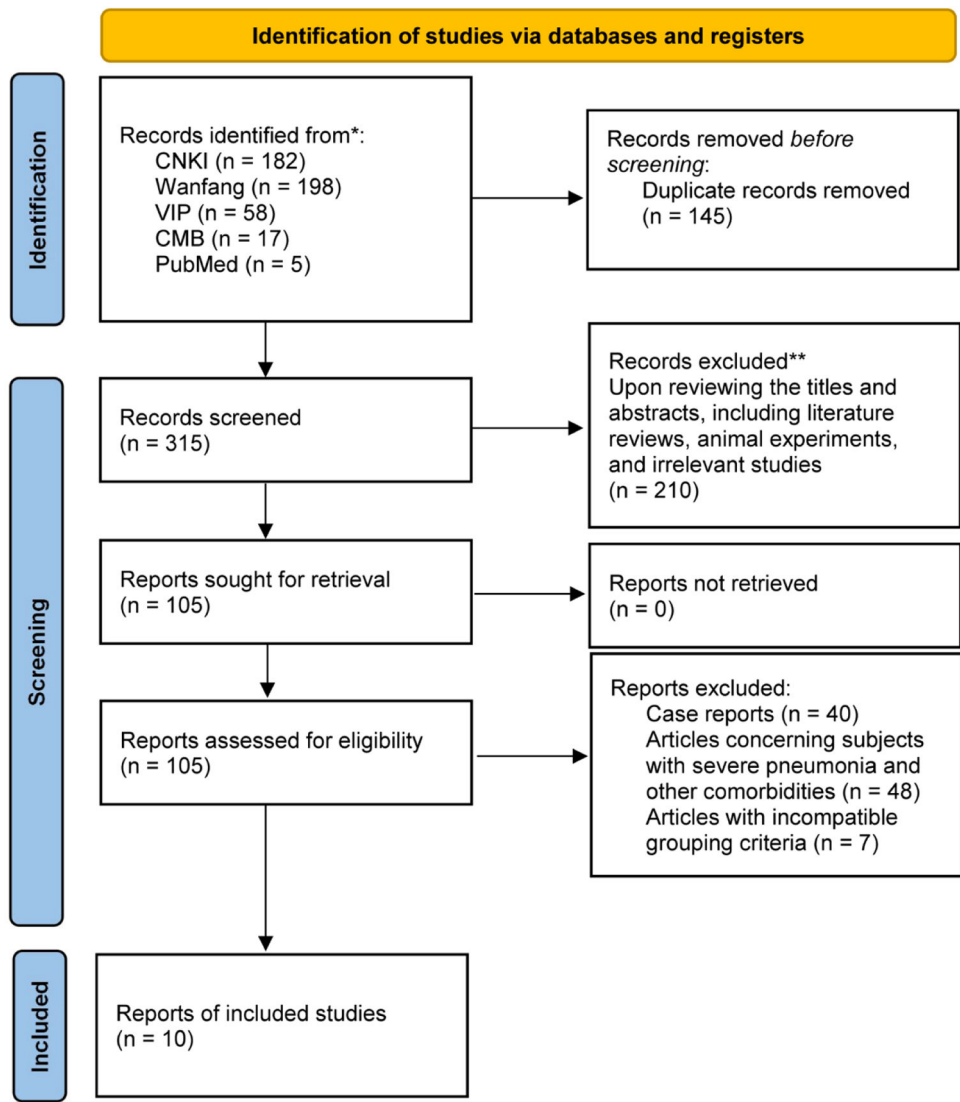 Identification of studies via databases and registers
Identification
Records identified from*:
CNKI (n = 182)
Wanfang (n = 198)
VIP (n = 58)
CMB (n = 17)
PubMed (n = 5)
Records removed before
screening:
Duplicate records removed
(n = 145)
Screening
Records screened
(n = 315)
Records excluded**
Upon reviewing the titles and
abstracts, including literature
reviews, animal experiments,
and irrelevant studies
(n = 210)
Reports sought for retrieval
(n = 105)
Reports not retrieved
(n = 0)
Reports assessed for eligibility
(n = 105)
Reports excluded:
Case reports (n = 40)
Articles concerning subjects
with severe pneumonia and
other comorbidities (n = 48)
Articles with incompatible
grouping criteria (n = 7)
Included
Reports of included studies
(n = 10)